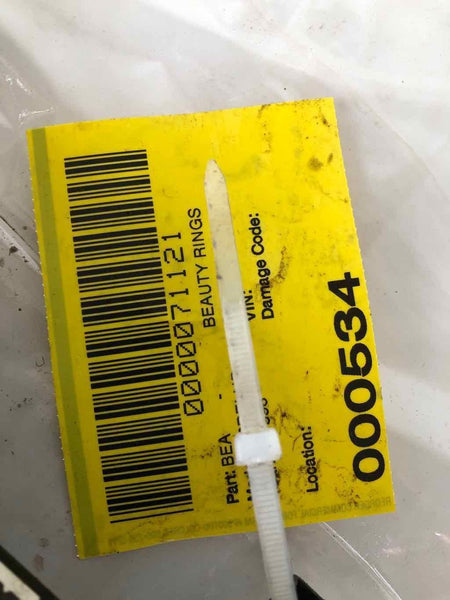 0000071121
BEAUTY RINGS
Part: BEA
VIN:
Damage Code:
Location:
000534